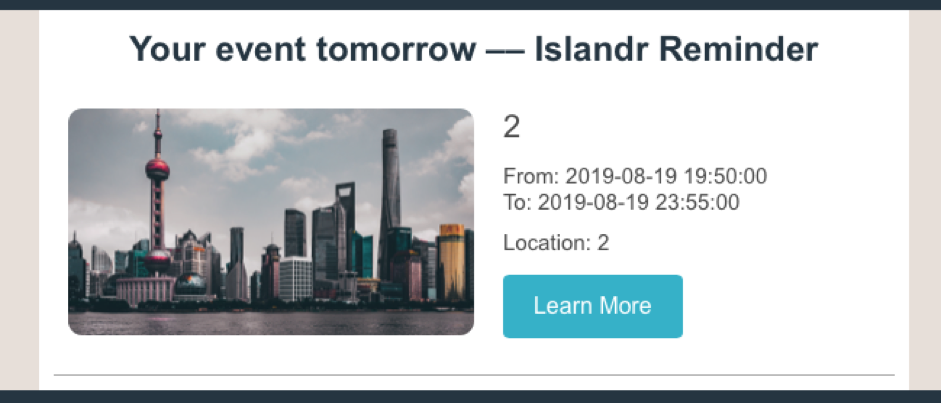 Your event tomorrow –– Islandr Reminder
2
From: 2019-08-19 19:50:00
To: 2019-08-19 23:55:00
Location: 2
Learn More